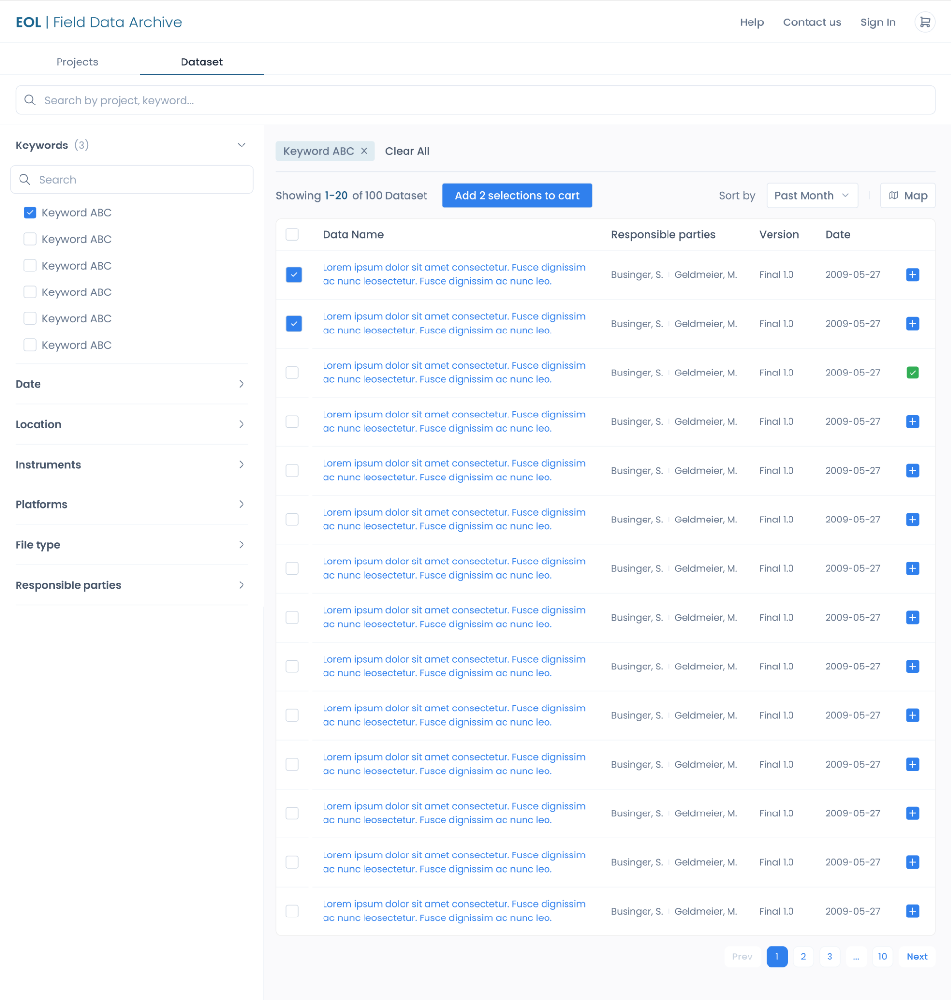 EOL | Field Data Archive
Help
Contact us
Sign In
Projects
Dataset
Search by project, keyword...
Keywords (3)
Search
Keyword ABC
Keyword ABC
Keyword ABC
Keyword ABC
Keyword ABC
Keyword ABC
Date
Location
Instruments
Platforms
File type
Responsible parties
Keyword ABC
Clear All
Showing 1-20 of 100 Dataset
Add 2 selections to cart
Sort by
Past Month
Map
Data Name
Responsible parties
Version
Date
Lorem ipsum dolor sit amet consectetur. Fusce dignissim
ac nunc leosectetur. Fusce dignissim ac nunc leo.
Businger, S. Geldmeier, M. Final 1.0 2009-05-27
Lorem ipsum dolor sit amet consectetur. Fusce dignissim
ac nunc leosectetur. Fusce dignissim ac nunc leo.
Businger, S. Geldmeier, M. Final 1.0 2009-05-27
Lorem ipsum dolor sit amet consectetur. Fusce dignissim
ac nunc leosectetur. Fusce dignissim ac nunc leo.
Businger, S. Geldmeier, M. Final 1.0 2009-05-27
Lorem ipsum dolor sit amet consectetur. Fusce dignissim
ac nunc leosectetur. Fusce dignissim ac nunc leo.
Businger, S. Geldmeier, M. Final 1.0 2009-05-27
Lorem ipsum dolor sit amet consectetur. Fusce dignissim
ac nunc leosectetur. Fusce dignissim ac nunc leo.
Businger, S. Geldmeier, M. Final 1.0 2009-05-27
Lorem ipsum dolor sit amet consectetur. Fusce dignissim
ac nunc leosectetur. Fusce dignissim ac nunc leo.
Businger, S. Geldmeier, M. Final 1.0 2009-05-27
Lorem ipsum dolor sit amet consectetur. Fusce dignissim
ac nunc leosectetur. Fusce dignissim ac nunc leo.
Businger, S. Geldmeier, M. Final 1.0 2009-05-27
Lorem ipsum dolor sit amet consectetur. Fusce dignissim
ac nunc leosectetur. Fusce dignissim ac nunc leo.
Businger, S. Geldmeier, M. Final 1.0 2009-05-27
Lorem ipsum dolor sit amet consectetur. Fusce dignissim
ac nunc leosectetur. Fusce dignissim ac nunc leo.
Businger, S. Geldmeier, M. Final 1.0 2009-05-27
Lorem ipsum dolor sit amet consectetur. Fusce dignissim
ac nunc leosectetur. Fusce dignissim ac nunc leo.
Businger, S. Geldmeier, M. Final 1.0 2009-05-27
Lorem ipsum dolor sit amet consectetur. Fusce dignissim
ac nunc leosectetur. Fusce dignissim ac nunc leo.
Businger, S. Geldmeier, M. Final 1.0 2009-05-27
Lorem ipsum dolor sit amet consectetur. Fusce dignissim
ac nunc leosectetur. Fusce dignissim ac nunc leo.
Businger, S. Geldmeier, M. Final 1.0 2009-05-27
Lorem ipsum dolor sit amet consectetur. Fusce dignissim
ac nunc leosectetur. Fusce dignissim ac nunc leo.
Businger, S. Geldmeier, M. Final 1.0 2009-05-27
Lorem ipsum dolor sit amet consectetur. Fusce dignissim
ac nunc leosectetur. Fusce dignissim ac nunc leo.
Businger, S. Geldmeier, M. Final 1.0 2009-05-27
Prev 1 2 3 ... 10 Next